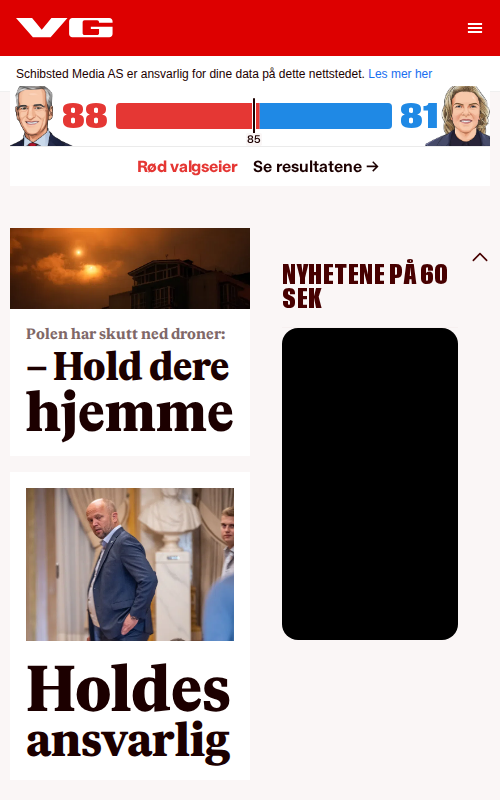 VG
Schibsted Media AS er ansvarlig for dine data på dette nettstedet. Les mer her
88
81
85
Rød valgseier
Se resultatene →
Polen har skutt ned droner:
– Hold dere
hjemme
NYHETENE PÅ 60
SEK
Holdes
ansvarlig